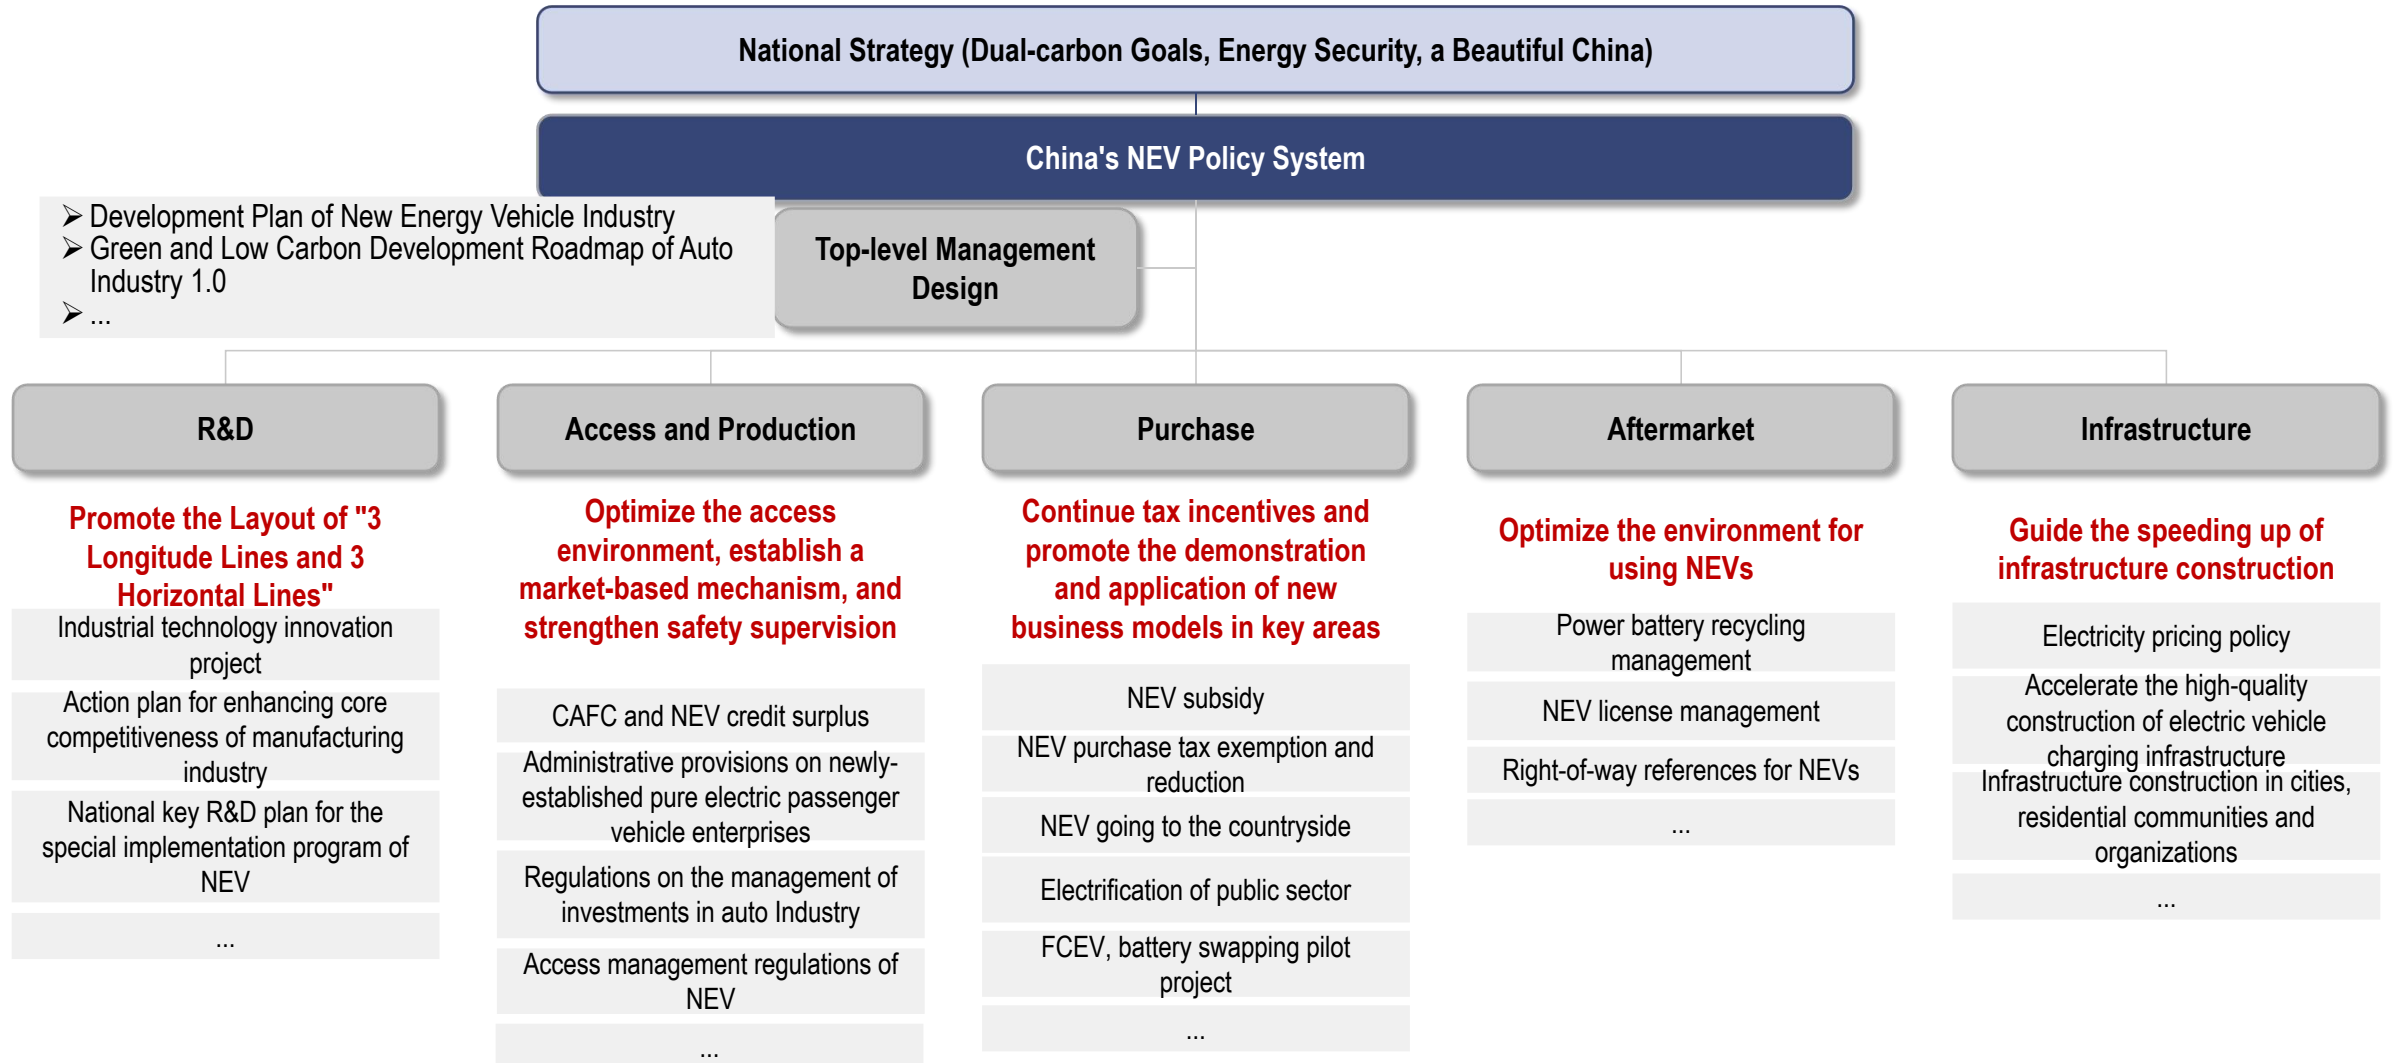 National Strategy (Dual-carbon Goals, Energy Security, a Beautiful China)
China's NEV Policy System
➢ Development Plan of New Energy Vehicle Industry
➢ Green and Low Carbon Development Roadmap of Auto
Industry 1.0
➢ ...
Top-level Management
Design
R&D
Promote the Layout of "3
Longitude Lines and 3
Horizontal Lines"
Industrial technology innovation
project
Action plan for enhancing core
competitiveness of manufacturing
industry
National key R&D plan for the
special implementation program of
NEV
...
Access and Production
Optimize the access
environment, establish a
market-based mechanism, and
strengthen safety supervision
CAFC and NEV credit surplus
Administrative provisions on newly-
established pure electric passenger
vehicle enterprises
Regulations on the management of
investments in auto Industry
Access management regulations of
NEV
...
Purchase
Continue tax incentives and
promote the demonstration
and application of new
business models in key areas
NEV subsidy
NEV purchase tax exemption and
reduction
NEV going to the countryside
Electrification of public sector
FCEV, battery swapping pilot
project
...
Aftermarket
Optimize the environment for
using NEVs
Power battery recycling
management
NEV license management
Right-of-way references for NEVs
...
Infrastructure
Guide the speeding up of
infrastructure construction
Electricity pricing policy
Accelerate the high-quality
construction of electric vehicle
charging infrastructure
Infrastructure construction in cities,
residential communities and
organizations
...